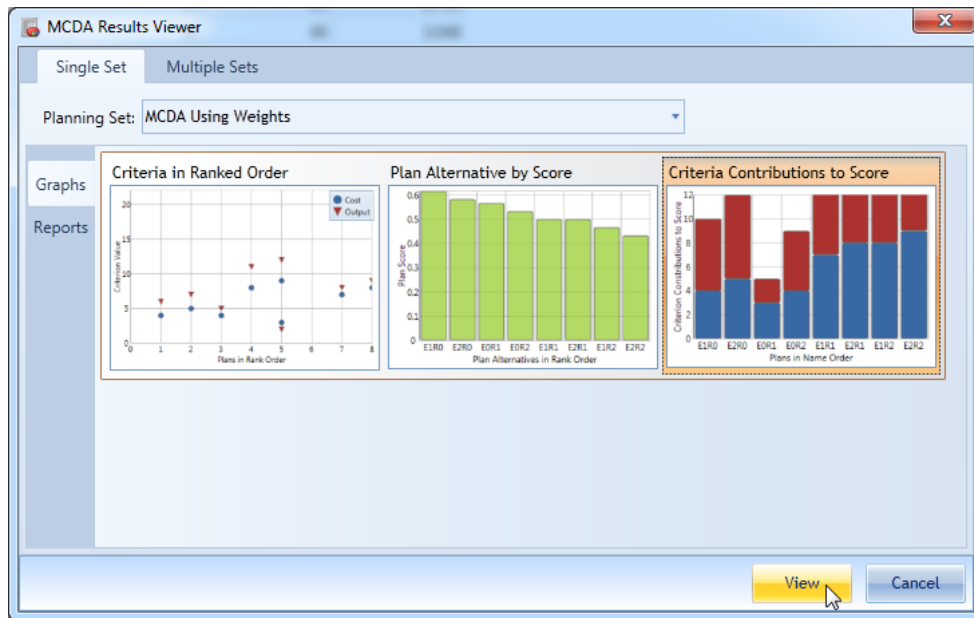 MCDA Results Viewer
Single Set
Multiple Sets
Planning Set:
MCDA Using Weights
Graphs
Reports
Criteria in Ranked Order
Cost
Output
20
15
10
5
0
Criterion Value
0 1 2 3 4 5 6 7 8
Plans in Rank Order
Plan Alternative by Score
0.6
0.5
0.4
0.3
0.2
0.1
0
Plan Score
E1R0 E2R0 E0R1 E0R2 E1R1 E2R1 E1R2 E2R2
Plan Alternatives in Rank Order
Criteria Contributions to Score
12
10
8
6
4
2
0
Criterion Constributions to Score
E1R0 E2R0 E0R1 E0R2 E1R1 E2R1 E1R2 E2R2
Plans in Name Order
View
Cancel